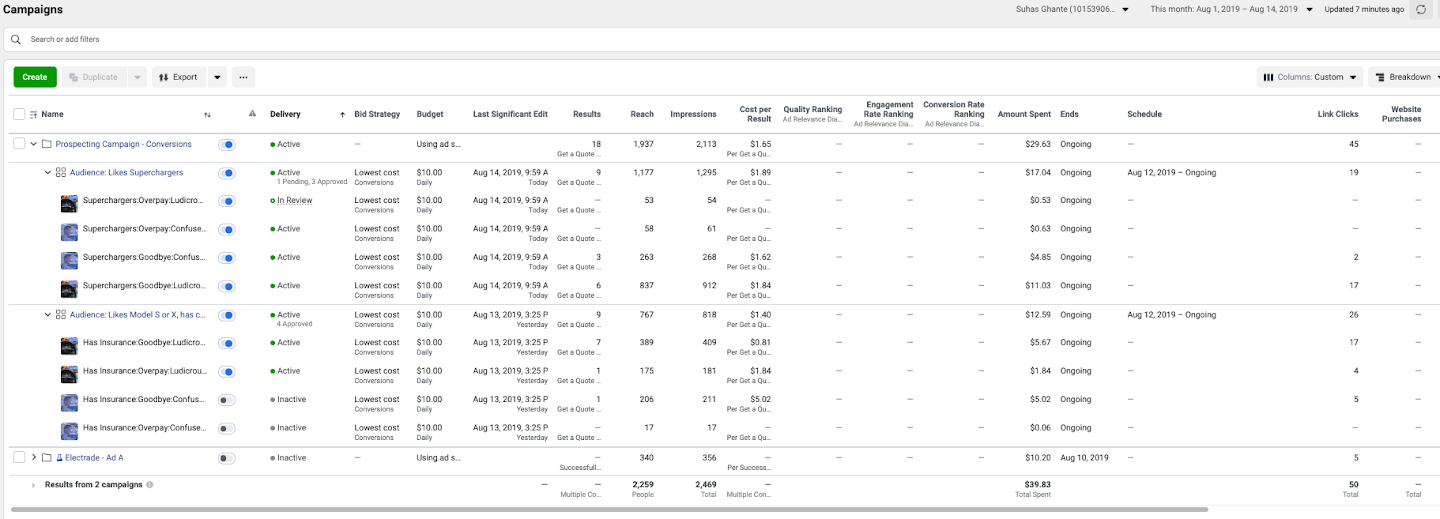 Campaigns Suhas Ghante (10153906... This month: Aug 1, 2019 – Aug 14, 2019 Updated 7 minutes ago
Search or add filters
Create Duplicate Export ... Columns: Custom Breakdown
Name Delivery Bid Strategy Budget Last Significant Edit Results Reach Impressions Cost per Result Quality Ranking Ad Relevance Dia... Engagement Rate Ranking Ad Relevance Dia... Conversion Rate Ranking Ad Relevance Dia... Amount Spent Ends Schedule Link Clicks Website Purchases
Prospecting Campaign - Conversions Active — Using ad s... 18 1,937 2,113 $1.65 — — — $29.63 Ongoing — 45 —
Get a Quote ... Per Get a Qu...
Audience: Likes Superchargers Active Lowest cost $10.00 Aug 14, 2019, 9:59 A 9 1,177 1,295 $1.89 — — — $17.04 Ongoing Aug 12, 2019 – Ongoing 19 —
1 Pending, 3 Approved Conversions Daily Today Get a Quote ... Per Get a Qu...
Superchargers:Overpay:Ludicro... In Review Lowest cost $10.00 Aug 14, 2019, 9:59 A — 53 54 — — — — $0.53 Ongoing — — —
Conversions Daily Today Get a Quote ... Per Get a Qu...
Superchargers:Overpay:Confuse... Active Lowest cost $10.00 Aug 14, 2019, 9:59 A — 58 61 — — — — $0.63 Ongoing — — —
Conversions Daily Today Get a Quote ... Per Get a Qu...
Superchargers:Goodbye:Confus... Active Lowest cost $10.00 Aug 14, 2019, 9:59 A 3 263 268 $1.62 — — — $4.85 Ongoing — 2 —
Conversions Daily Today Get a Quote ... Per Get a Qu...
Superchargers:Goodbye:Ludicro... Active Lowest cost $10.00 Aug 14, 2019, 9:59 A 6 837 912 $1.84 — — — $11.03 Ongoing — 17 —
Conversions Daily Today Get a Quote ... Per Get a Qu...
Audience: Likes Model S or X, has c... Active Lowest cost $10.00 Aug 13, 2019, 3:25 P 9 767 818 $1.40 — — — $12.59 Ongoing Aug 12, 2019 – Ongoing 26 —
4 Approved Conversions Daily Yesterday Get a Quote ... Per Get a Qu...
Has Insurance:Goodbye:Ludicro... Active Lowest cost $10.00 Aug 13, 2019, 3:25 P 7 389 409 $0.81 — — — $5.67 Ongoing — 17 —
Conversions Daily Yesterday Get a Quote ... Per Get a Qu...
Has Insurance:Overpay:Ludicrou... Active Lowest cost $10.00 Aug 13, 2019, 3:25 P 1 175 181 $1.84 — — — $1.84 Ongoing — 4 —
Conversions Daily Yesterday Get a Quote ... Per Get a Qu...
Has Insurance:Goodbye:Confus... Inactive Lowest cost $10.00 Aug 13, 2019, 3:25 P 1 206 211 $5.02 — — — $5.02 Ongoing — 5 —
Conversions Daily Yesterday Get a Quote ... Per Get a Qu...
Has Insurance:Overpay:Confuse... Inactive Lowest cost $10.00 Aug 13, 2019, 3:25 P — 17 17 — — — — $0.06 Ongoing — — —
Conversions Daily Yesterday Get a Quote ... Per Get a Qu...
Electrade - Ad A Inactive — Using ad s... — 340 356 — — — — $10.20 Aug 10, 2019 — 5 —
Successfull... Per Success...
Results from 2 campaigns — — 2,259 2,469 — $39.83 50 —
Multiple Co... People Total Multiple Con... Total Spent Total Total